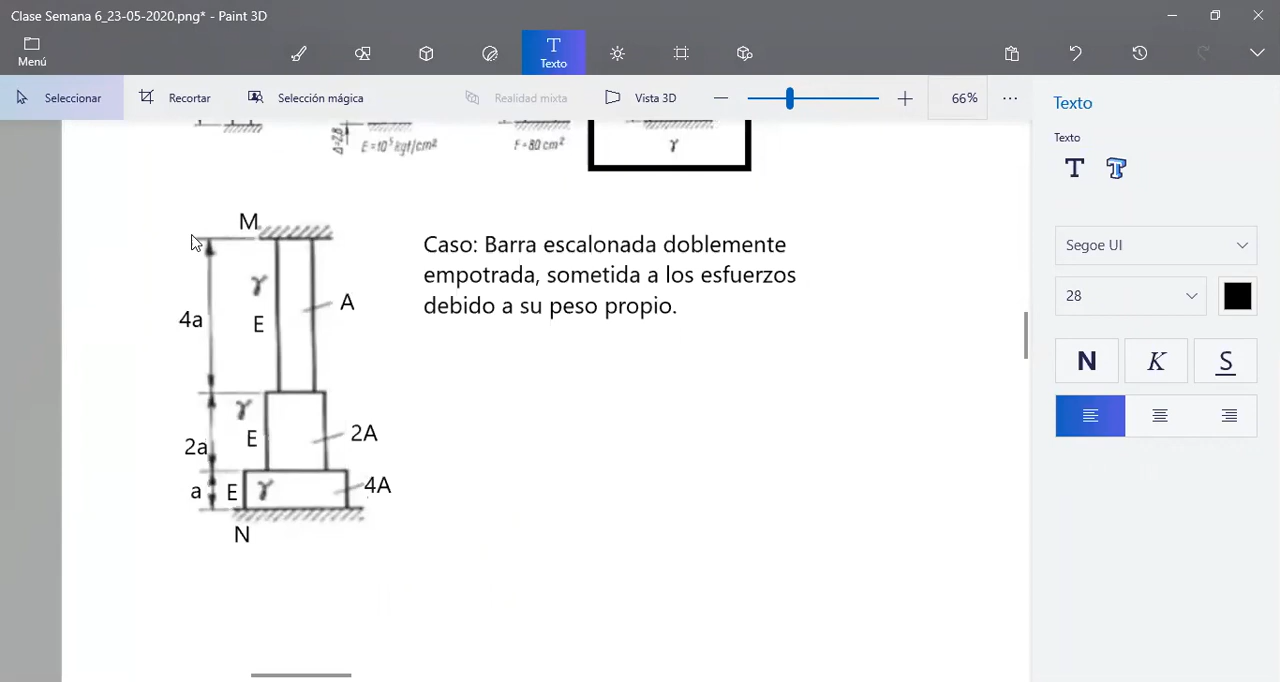 Clase Semana 6_23-05-2020.png* - Paint 3D
Menú
Texto
Seleccionar
Recortar
Selección mágica
Realidad mixta
Vista 3D
66%
Texto
Texto
T T
Segoe UI
28
N K S
Δ=2,8
E = 10⁵ kgf/cm²
F = 80 cm²
γ
M
Caso: Barra escalonada doblemente
empotrada, sometida a los esfuerzos
debido a su peso propio.
γ
A
4a
E
γ
2A
E
2a
4A
a
E
γ
N